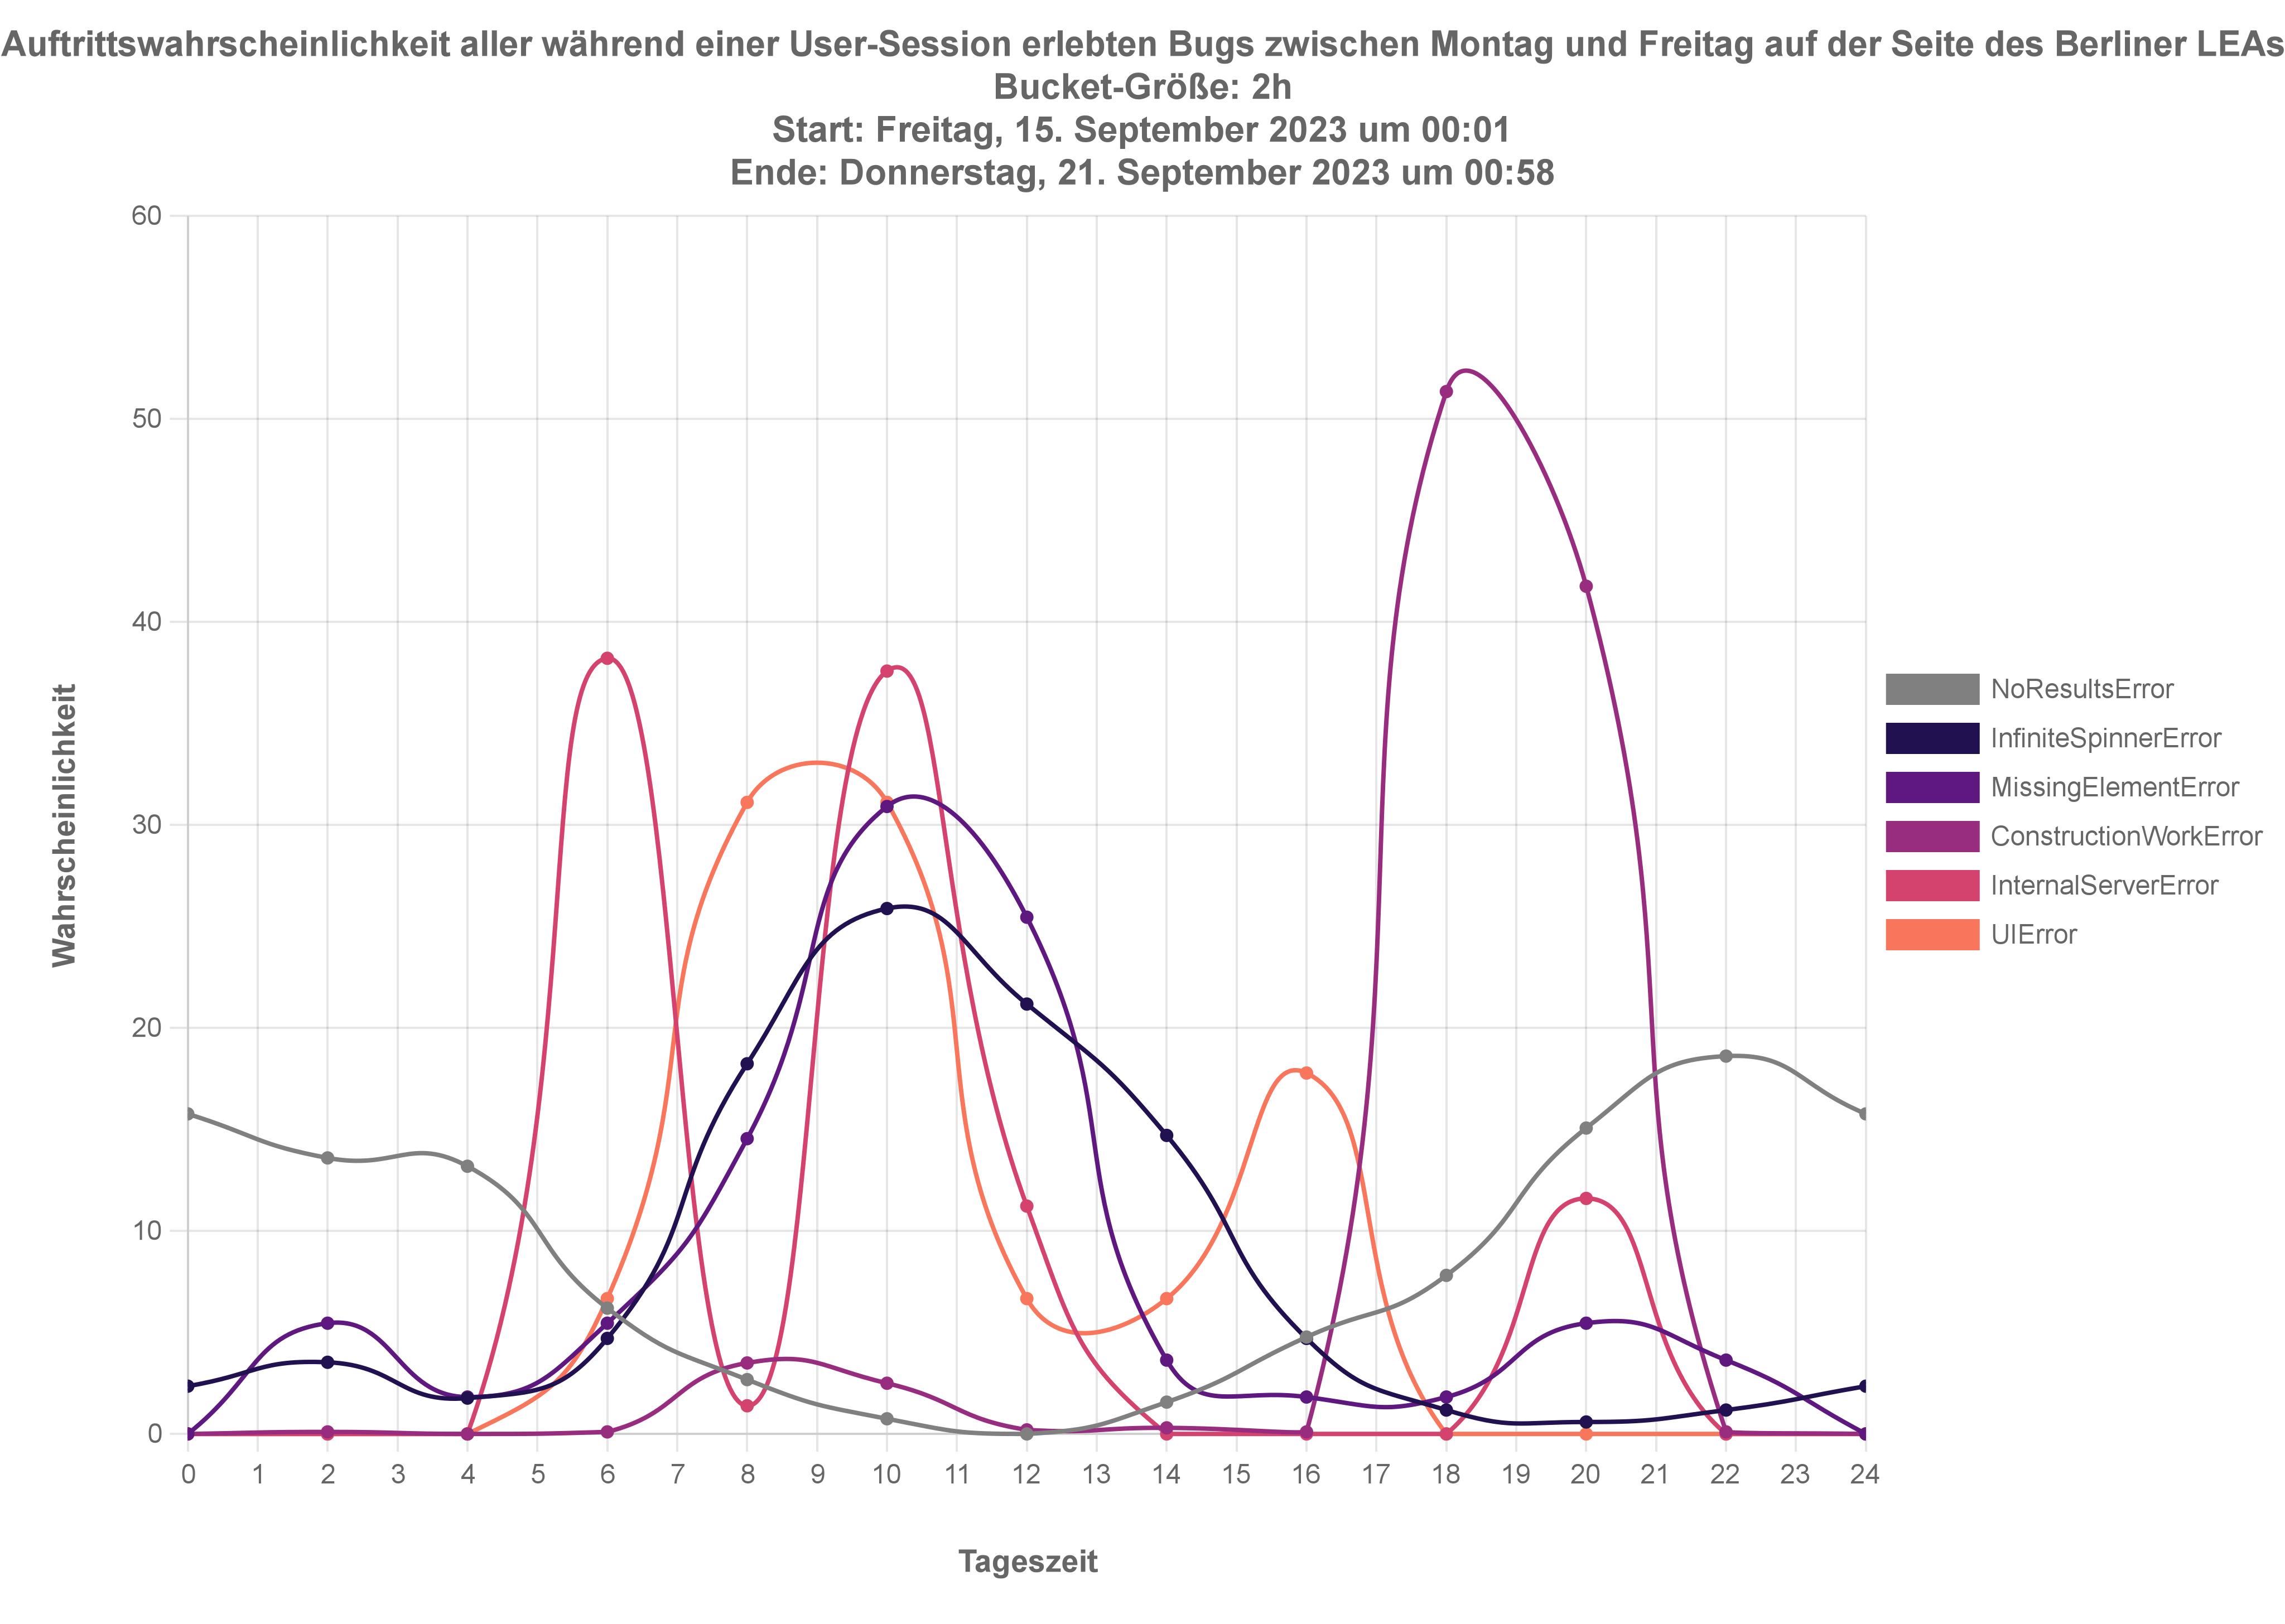 Auftrittswahrscheinlichkeit aller während einer User-Session erlebten Bugs zwischen Montag und Freitag auf der Seite des Berliner LEAs
Bucket-Größe: 2h
Start: Freitag, 15. September 2023 um 00:01
Ende: Donnerstag, 21. September 2023 um 00:58
60
50
40
30
20
10
0
Wahrscheinlichkeit
0 1 2 3 4 5 6 7 8 9 10 11 12 13 14 15 16 17 18 19 20 21 22 23 24
Tageszeit
NoResultsError
InfiniteSpinnerError
MissingElementError
ConstructionWorkError
InternalServerError
UIError